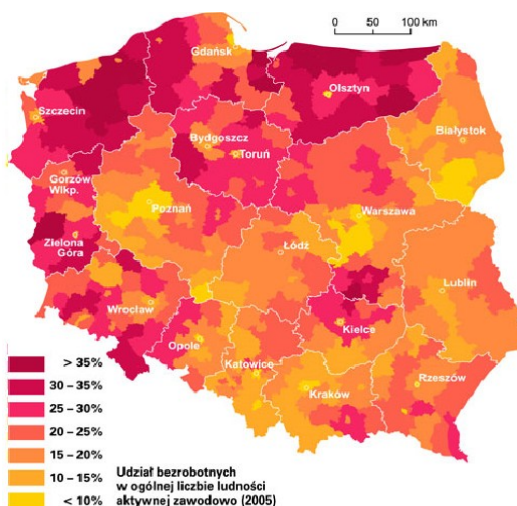 0 50 100 km
Gdańsk
Olsztyn
Szczecin
Bydgoszcz
Toruń
Białystok
Gorzów
Wlkp.
Poznań
Warszawa
Zielona
Góra
Łódź
Wrocław
Lublin
Opole
Kielce
Katowice
Kraków
Rzeszów
> 35%
30 – 35%
25 – 30%
20 – 25%
15 – 20%
10 – 15%
< 10%
Udział bezrobotnych
w ogólnej liczbie ludności
aktywnej zawodowo (2005)